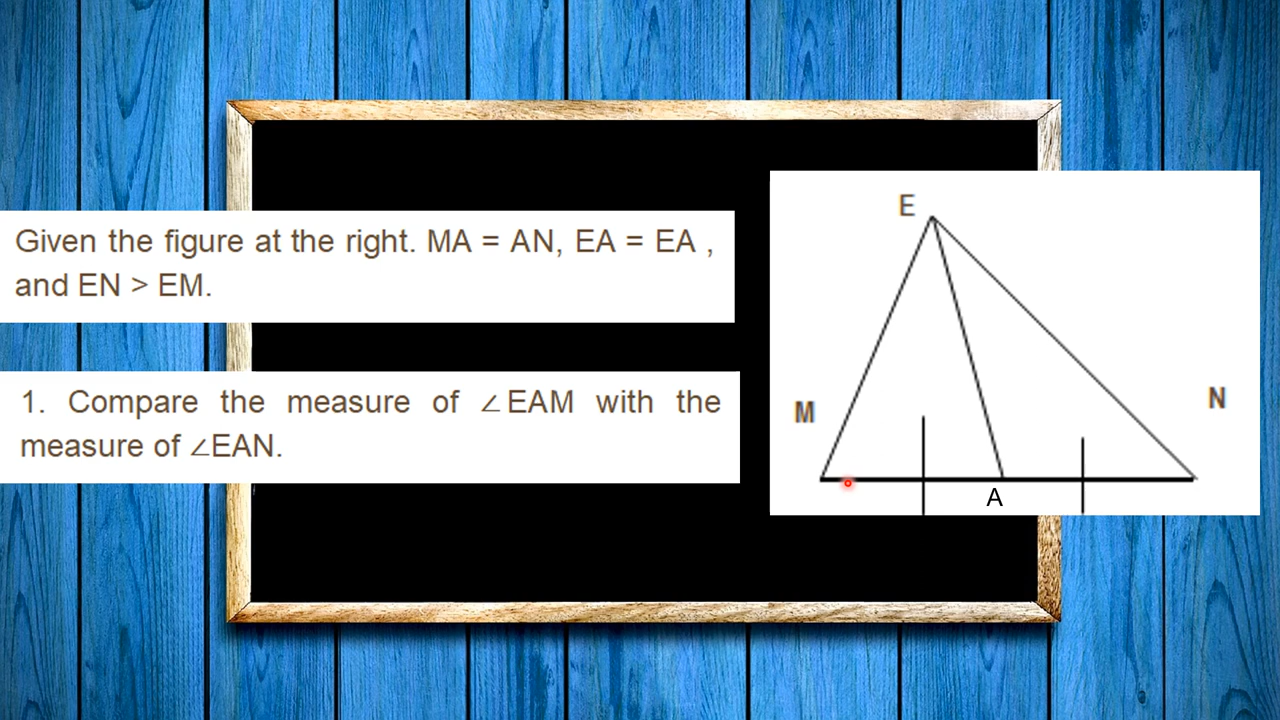 Given the figure at the right. MA = AN, EA = EA ,
and EN > EM.
1. Compare the measure of ∠EAM with the
measure of ∠EAN.
E
M
N
A